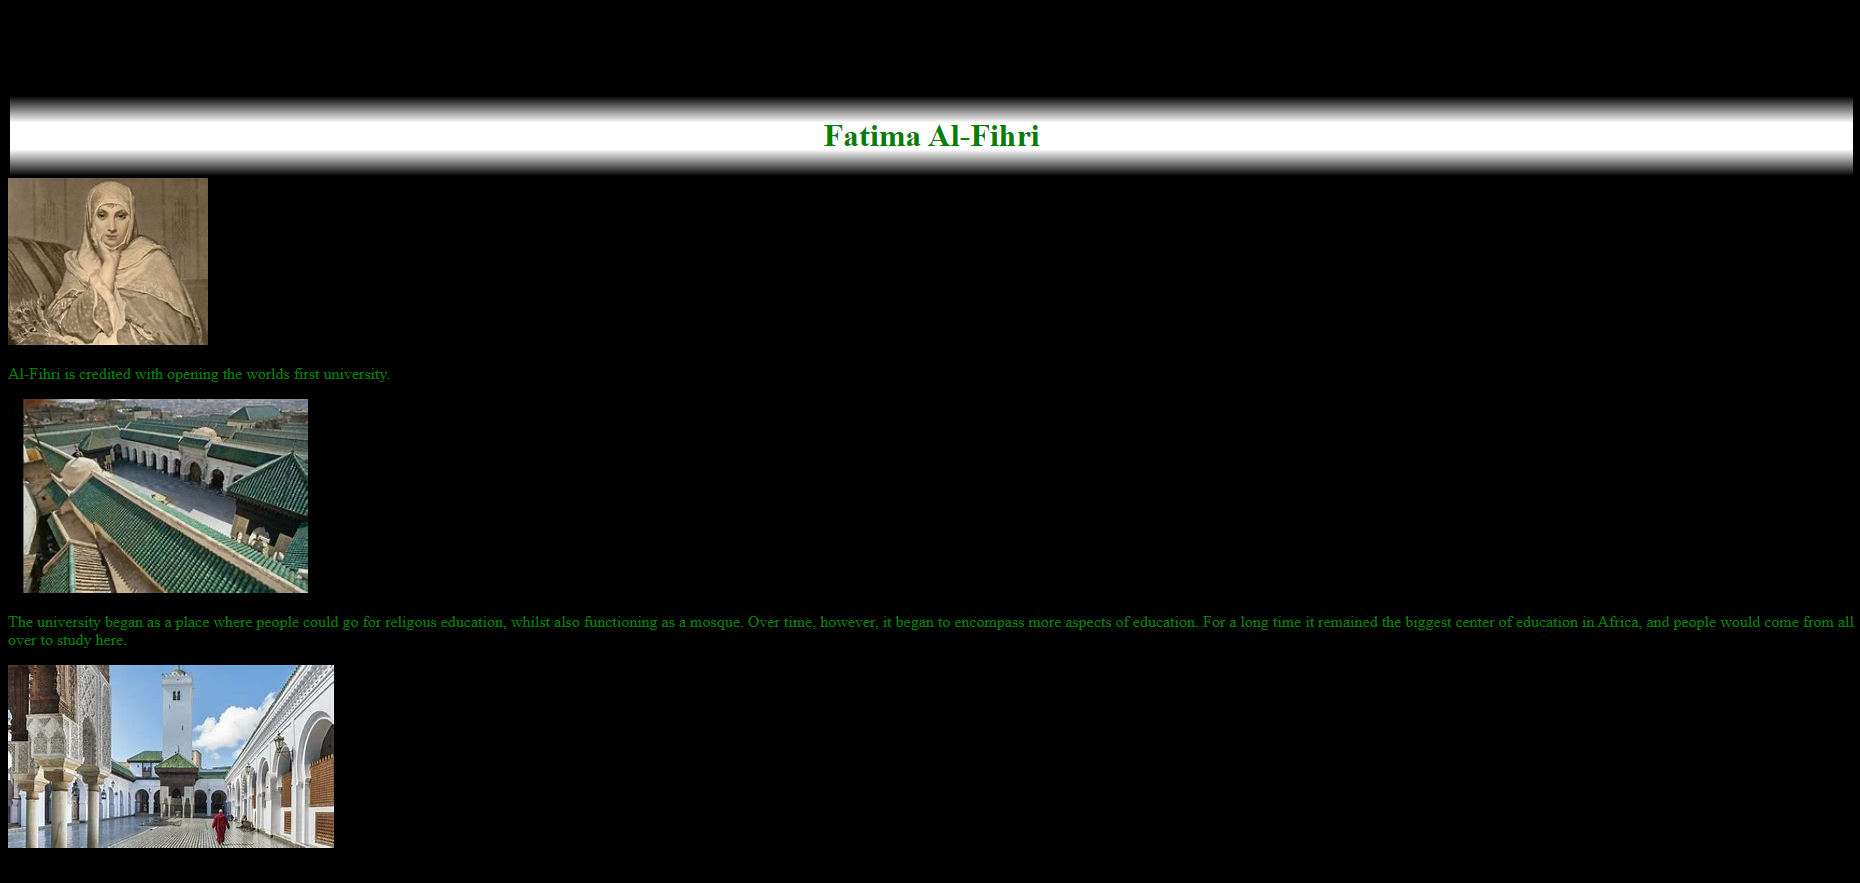 Fatima Al-Fihri
Al-Fihri is credited with opening the worlds first university.
The university began as a place where people could go for religous education, whilst also functioning as a mosque. Over time, however, it began to encompass more aspects of education. For a long time it remained the biggest center of education in Africa, and people would come from all
over to study here.